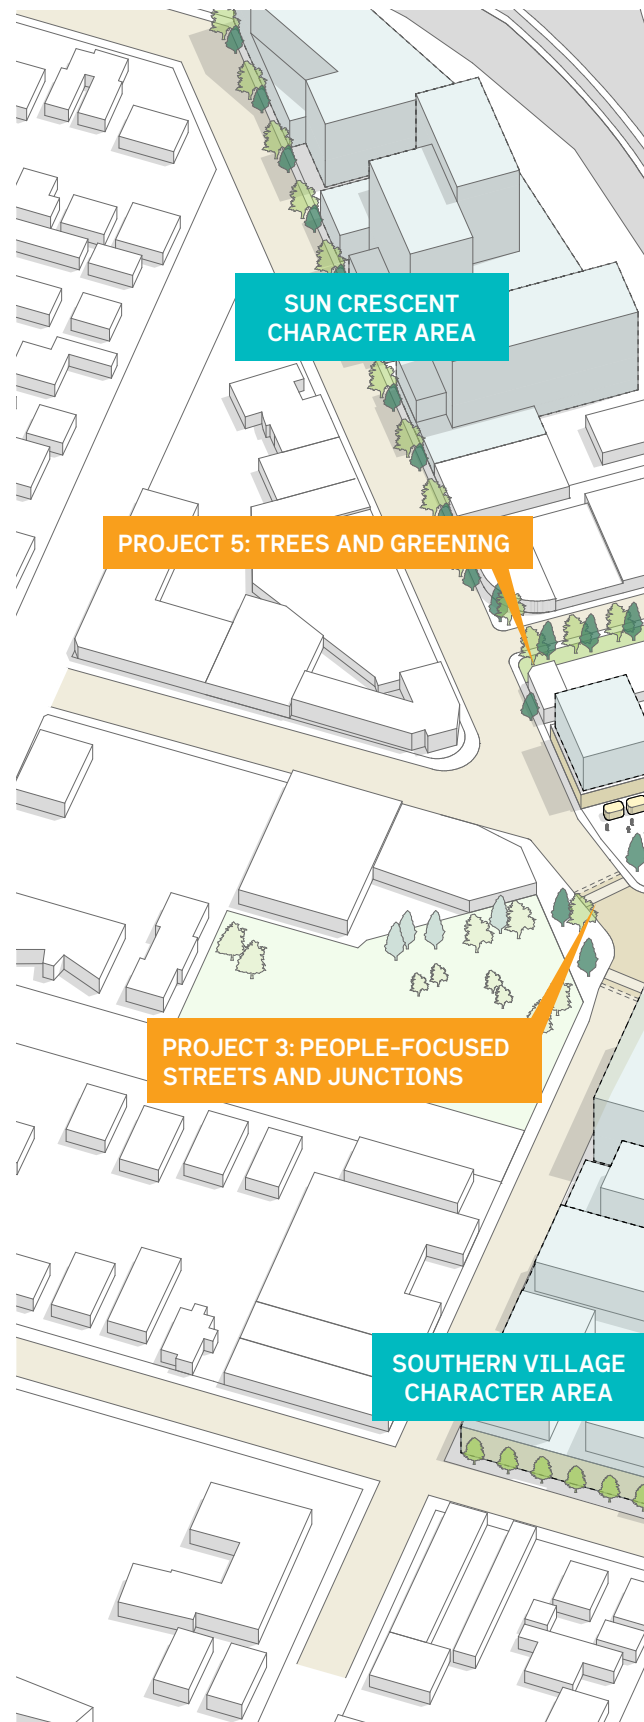 SUN CRESCENT
CHARACTER AREA
PROJECT 5: TREES AND GREENING
PROJECT 3: PEOPLE-FOCUSED
STREETS AND JUNCTIONS
SOUTHERN VILLAGE
CHARACTER AREA